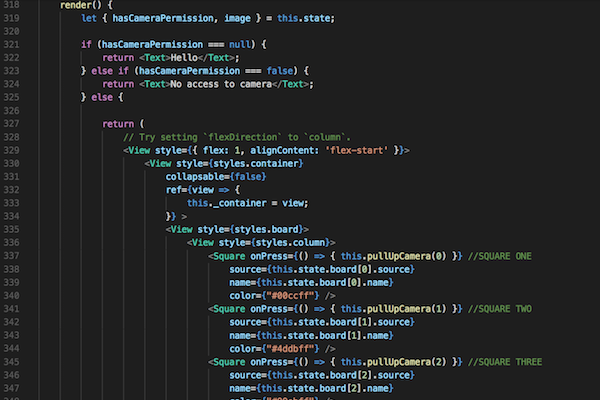 318 render() {
319 let { hasCameraPermission, image } = this.state;
320
321 if (hasCameraPermission === null) {
322 return <Text>Hello</Text>;
323 } else if (hasCameraPermission === false) {
324 return <Text>No access to camera</Text>;
325 } else {
326
327 return (
328 // Try setting `flexDirection` to `column`.
329 <View style={{ flex: 1, alignContent: 'flex-start' }}>
330 <View style={styles.container}
331 collapsable={false}
332 ref={view => {
333 this._container = view;
334 }} >
335 <View style={styles.board}>
336 <View style={styles.column}>
337 <Square onPress={() => { this.pullUpCamera(0) }} //SQUARE ONE
338 source={this.state.board[0].source}
339 name={this.state.board[0].name}
340 color={"#00ccff"} />
341 <Square onPress={() => { this.pullUpCamera(1) }} //SQUARE TWO
342 source={this.state.board[1].source}
343 name={this.state.board[1].name}
344 color={"#4ddbff"} />
345 <Square onPress={() => { this.pullUpCamera(2) }} //SQUARE THREE
346 source={this.state.board[2].source}
347 name={this.state.board[2].name}